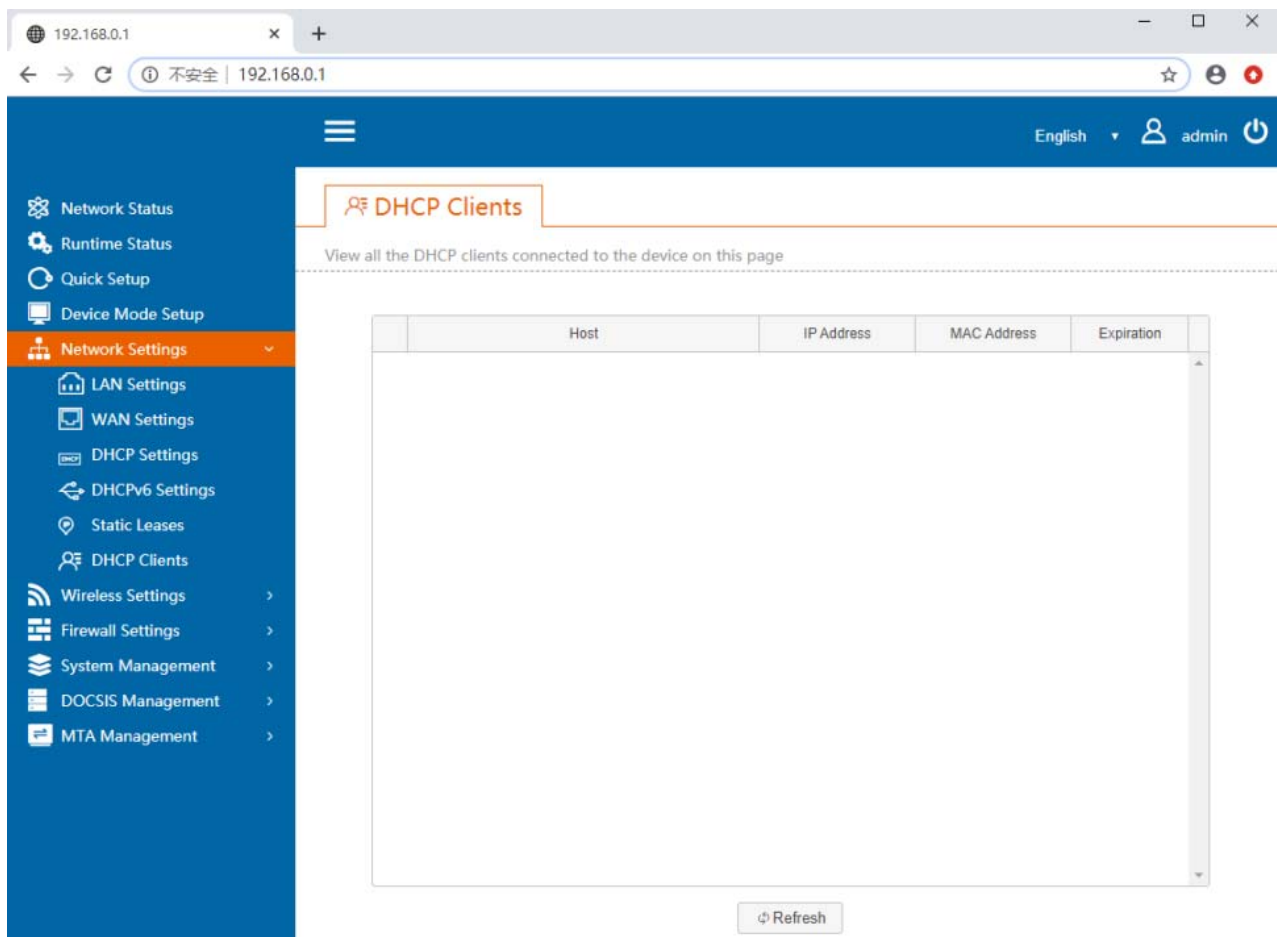 192.168.0.1
不安全 192.168.0.1
English admin
DHCP Clients
View all the DHCP clients connected to the device on this page
Network Status
Runtime Status
Quick Setup
Device Mode Setup
Network Settings
LAN Settings
WAN Settings
DHCP Settings
DHCPv6 Settings
Static Leases
DHCP Clients
Wireless Settings
Firewall Settings
System Management
DOCSIS Management
MTA Management
Host IP Address MAC Address Expiration
Refresh